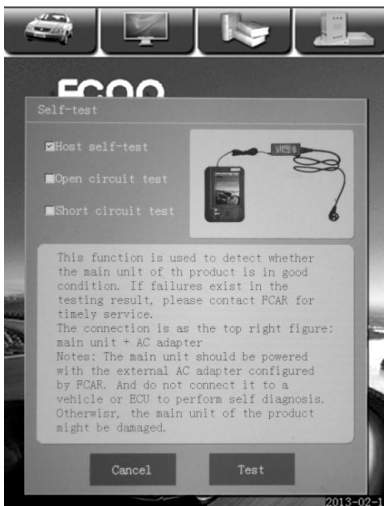 FCAR
Self-test
Host self-test
Open circuit test
Short circuit test
This function is used to detect whether
the main unit of th product is in good
condition. If failures exist in the
testing result, please contact FCAR for
timely service.
The connection is as the top right figure:
main unit + AC adapter
Notes: The main unit should be powered
with the external AC adapter configured
by FCAR. And do not connect it to a
vehicle or ECU to perform self diagnosis.
Otherwisr, the main unit of the product
might be damaged.
Cancel
Test
2013-02-1